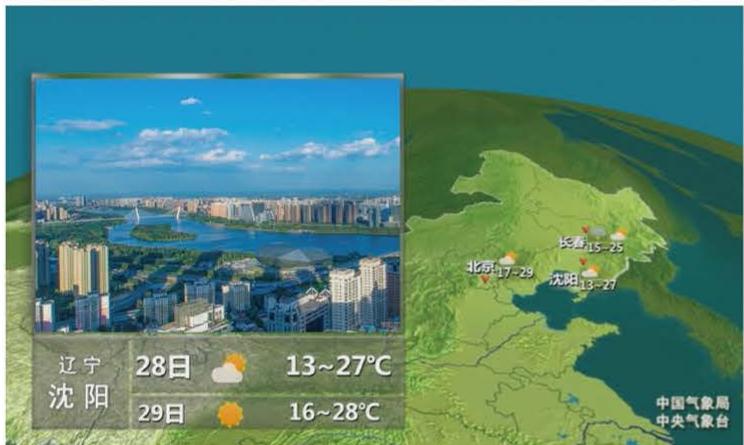 长春 15~25
北京 17~29
沈阳 13~27
辽宁
沈阳
28日 13~27℃
29日 16~28℃
中国气象局
中央气象台